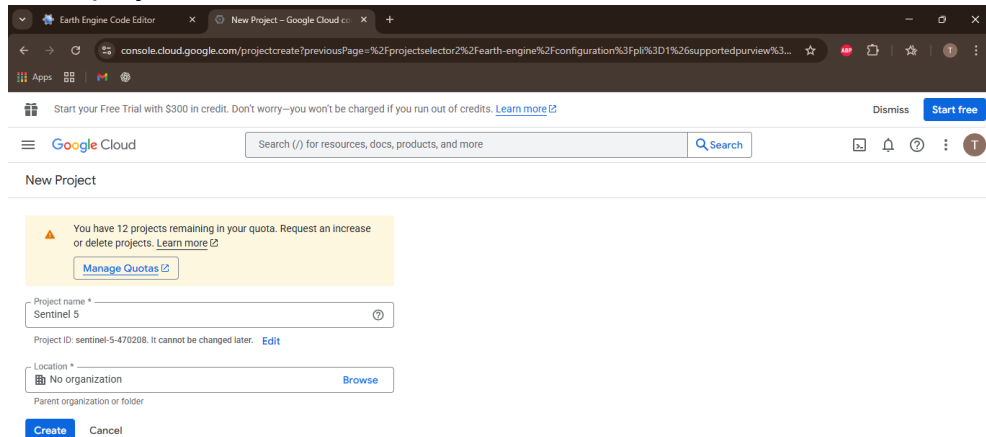 Earth Engine Code Editor
New Project – Google Cloud co
console.cloud.google.com/projectcreate?previousPage=%2Fprojectselector2%2Fearth-engine%2Fconfiguration%3Fpli%3D1%26supportedpurview%3...
ABP
T
Apps
Start your Free Trial with $300 in credit. Don't worry—you won't be charged if you run out of credits. Learn more
Dismiss
Start free
Google Cloud
Search (/) for resources, docs, products, and more
Search
T
New Project
You have 12 projects remaining in your quota. Request an increase
or delete projects. Learn more
Manage Quotas
Project name *
Sentinel 5
Project ID: sentinel-5-470208. It cannot be changed later. Edit
Location *
No organization
Browse
Parent organization or folder
Create
Cancel